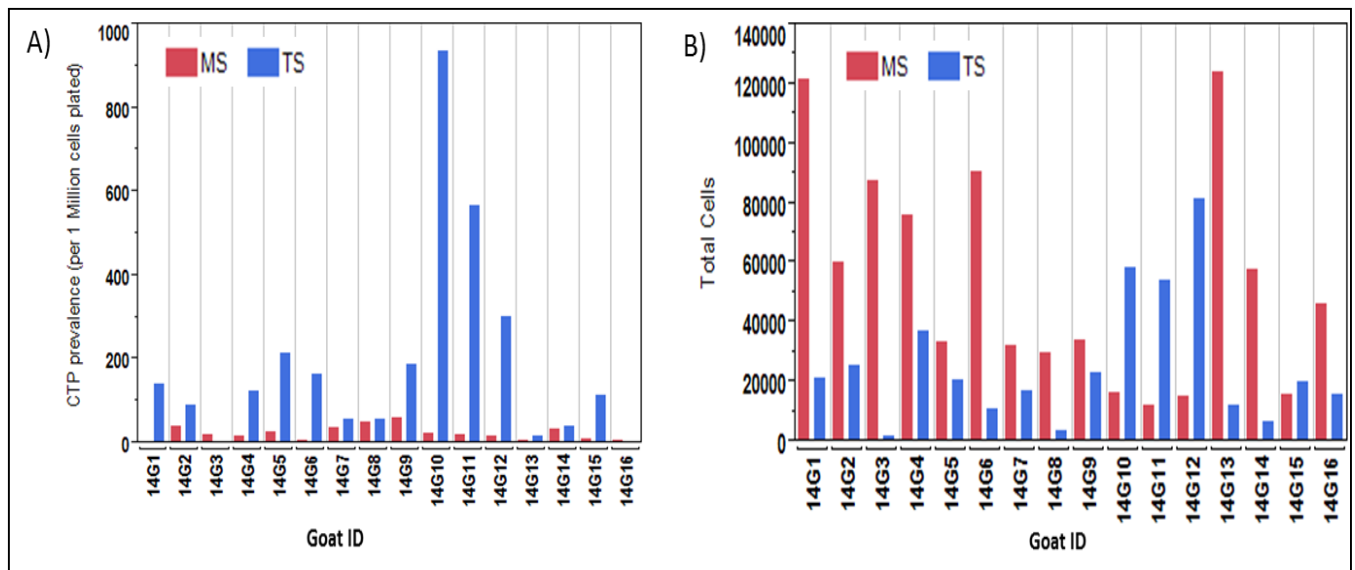 A)
MS TS
CTP prevalence (per 1 Million cells plated)
1000
800
600
400
200
0
14G1 14G2 14G3 14G4 14G5 14G6 14G7 14G8 14G9 14G10 14G11 14G12 14G13 14G14 14G15 14G16
Goat ID
B)
MS TS
Total Cells
140000
120000
100000
80000
60000
40000
20000
0
14G1 14G2 14G3 14G4 14G5 14G6 14G7 14G8 14G9 14G10 14G11 14G12 14G13 14G14 14G15 14G16
Goat ID